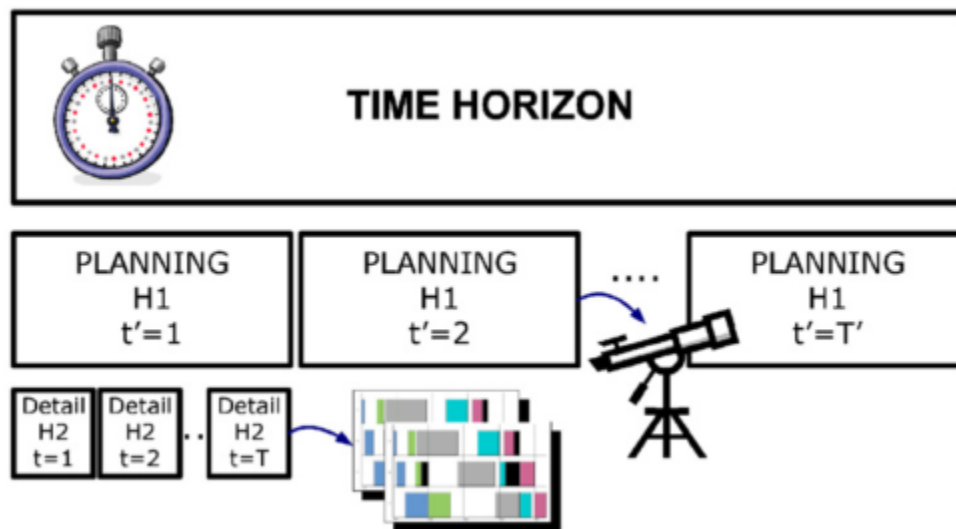 TIME HORIZON
PLANNING
H1
t'=1
PLANNING
H1
t'=2
....
PLANNING
H1
t'=T'
Detail
H2
t=1
Detail
H2
t=2
..
Detail
H2
t=T